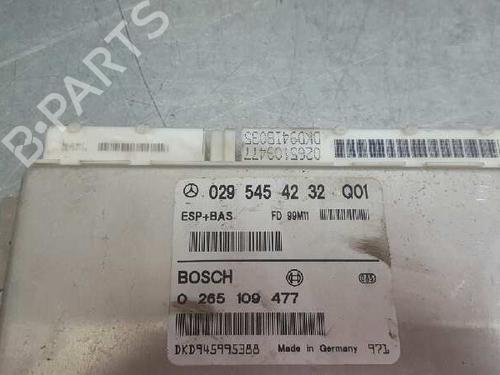 B-PARTS
DKD941B035
0265109477
029 545 42 32 Q01
ESP+BAS FD 99M11
BOSCH
0 265 109 477
DKD945995388 Made in Germany 971